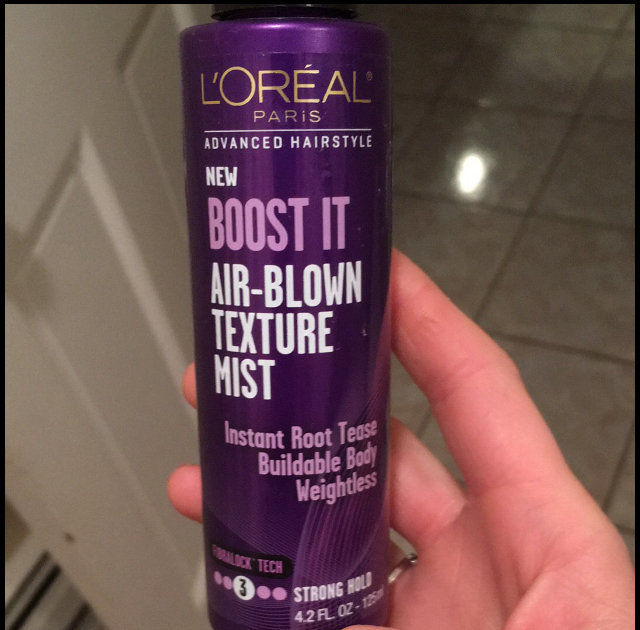 L'ORÉAL®
PARIS
ADVANCED HAIRSTYLE
NEW
BOOST IT
AIR-BLOWN
TEXTURE
MIST
Instant Root Tease
Buildable Body
Weightless
TECH
3
STRONG HOLD
4.2 FL. OZ -